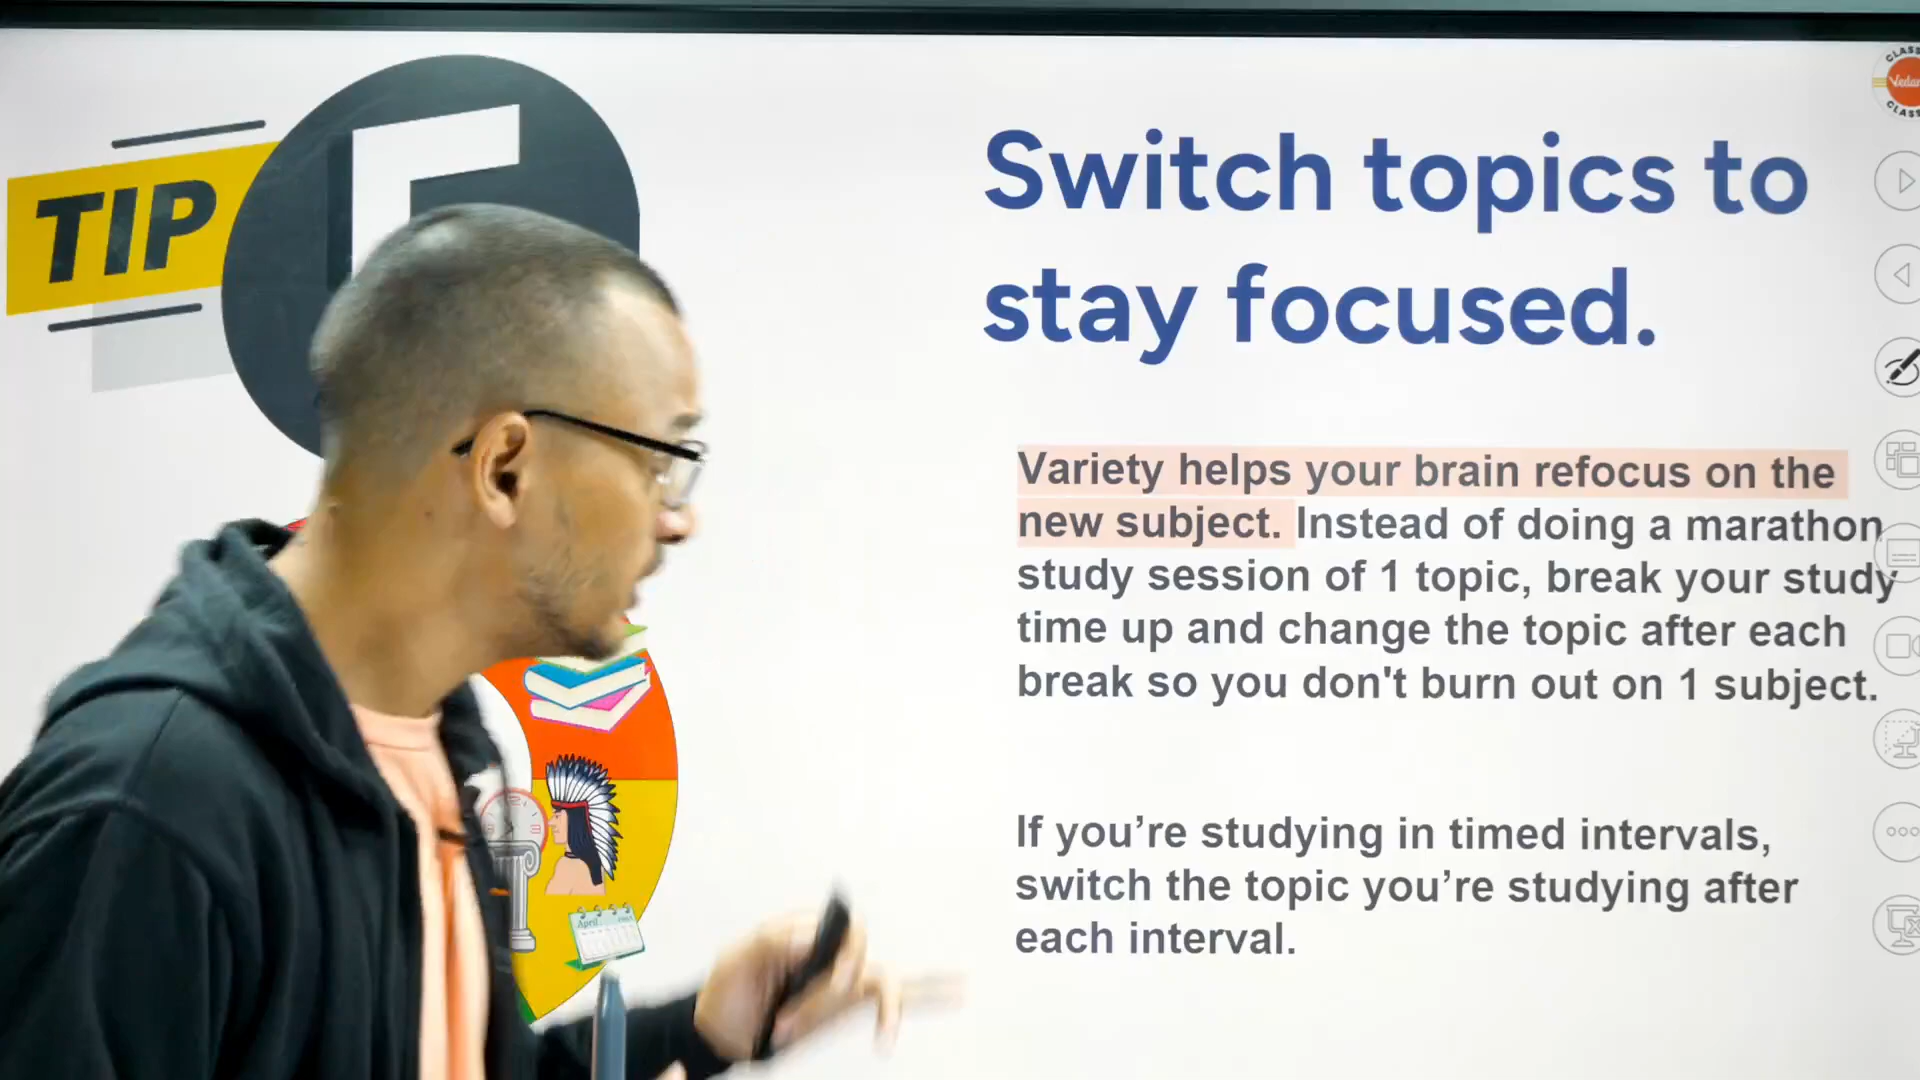 TIP
Switch topics to
stay focused.
Variety helps your brain refocus on the
new subject. Instead of doing a marathon
study session of 1 topic, break your study
time up and change the topic after each
break so you don't burn out on 1 subject.
If you’re studying in timed intervals,
switch the topic you’re studying after
each interval.
April